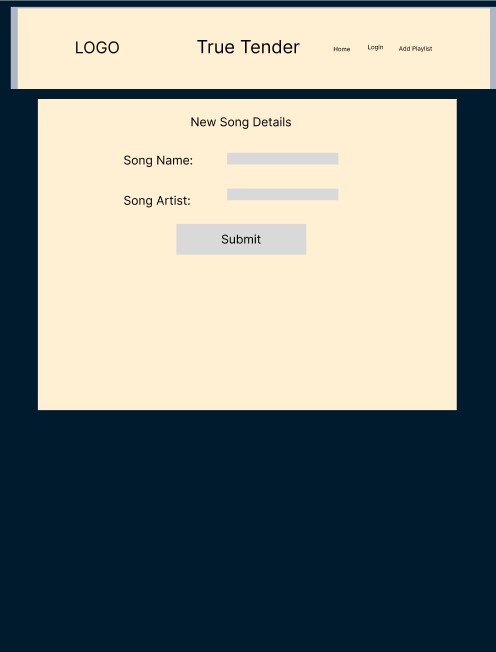 LOGO True Tender Home Login Add Playlist
New Song Details
Song Name:
Song Artist:
Submit